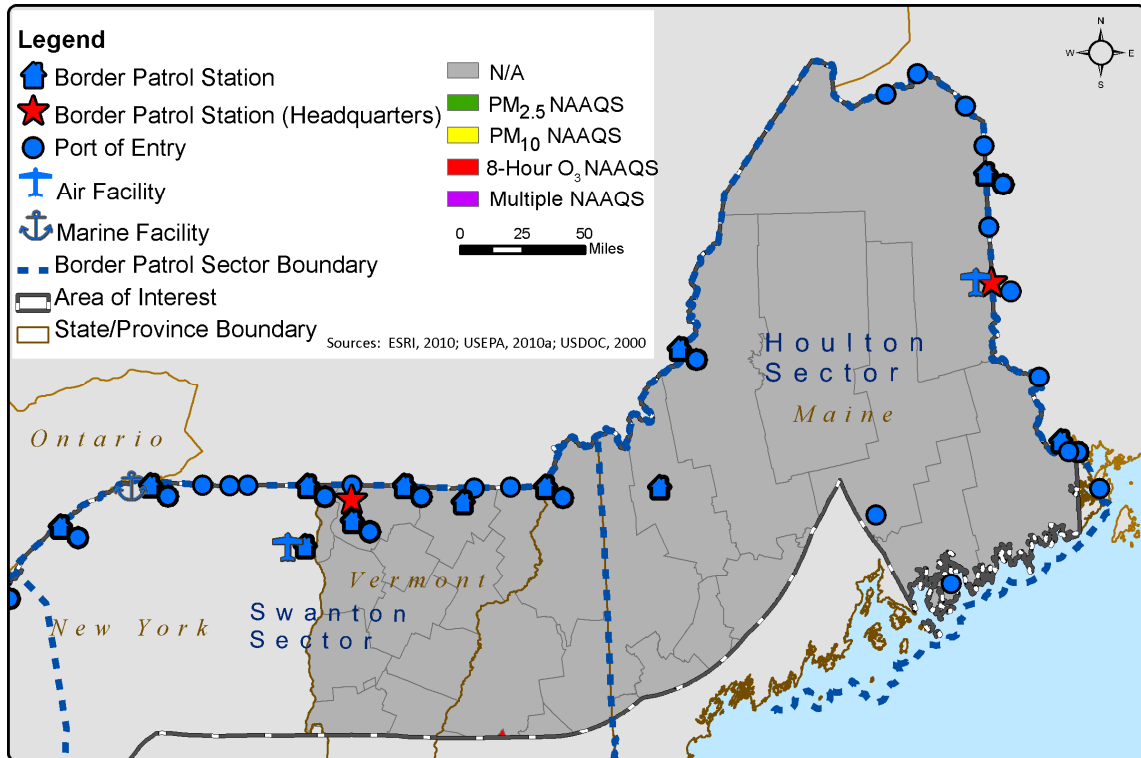 Legend
Border Patrol Station
Border Patrol Station (Headquarters)
Port of Entry
Air Facility
Marine Facility
Border Patrol Sector Boundary
Area of Interest
State/Province Boundary
N/A
PM2.5 NAAQS
PM10 NAAQS
8-Hour O3 NAAQS
Multiple NAAQS
0 25 50
Miles
Sources: ESRI, 2010; USEPA, 2010a; USDOC, 2000
N
W E
S
Houlton
Sector
Maine
Ontario
Vermont
Swanton
Sector
New York